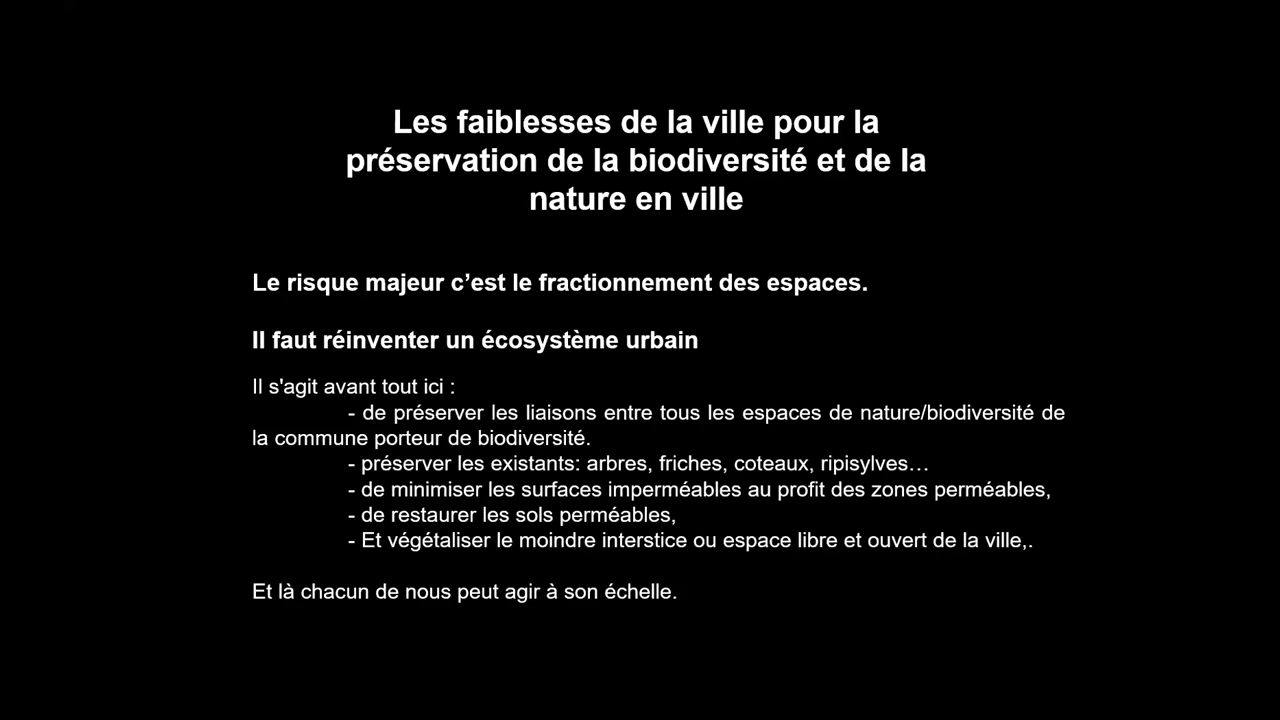 Les faiblesses de la ville pour la
préservation de la biodiversité et de la
nature en ville
Le risque majeur c’est le fractionnement des espaces.
Il faut réinventer un écosystème urbain
Il s'agit avant tout ici :
- de préserver les liaisons entre tous les espaces de nature/biodiversité de
la commune porteur de biodiversité.
- préserver les existants: arbres, friches, coteaux, ripisylves…
- de minimiser les surfaces imperméables au profit des zones perméables,
- de restaurer les sols perméables,
- Et végétaliser le moindre interstice ou espace libre et ouvert de la ville,.
Et là chacun de nous peut agir à son échelle.